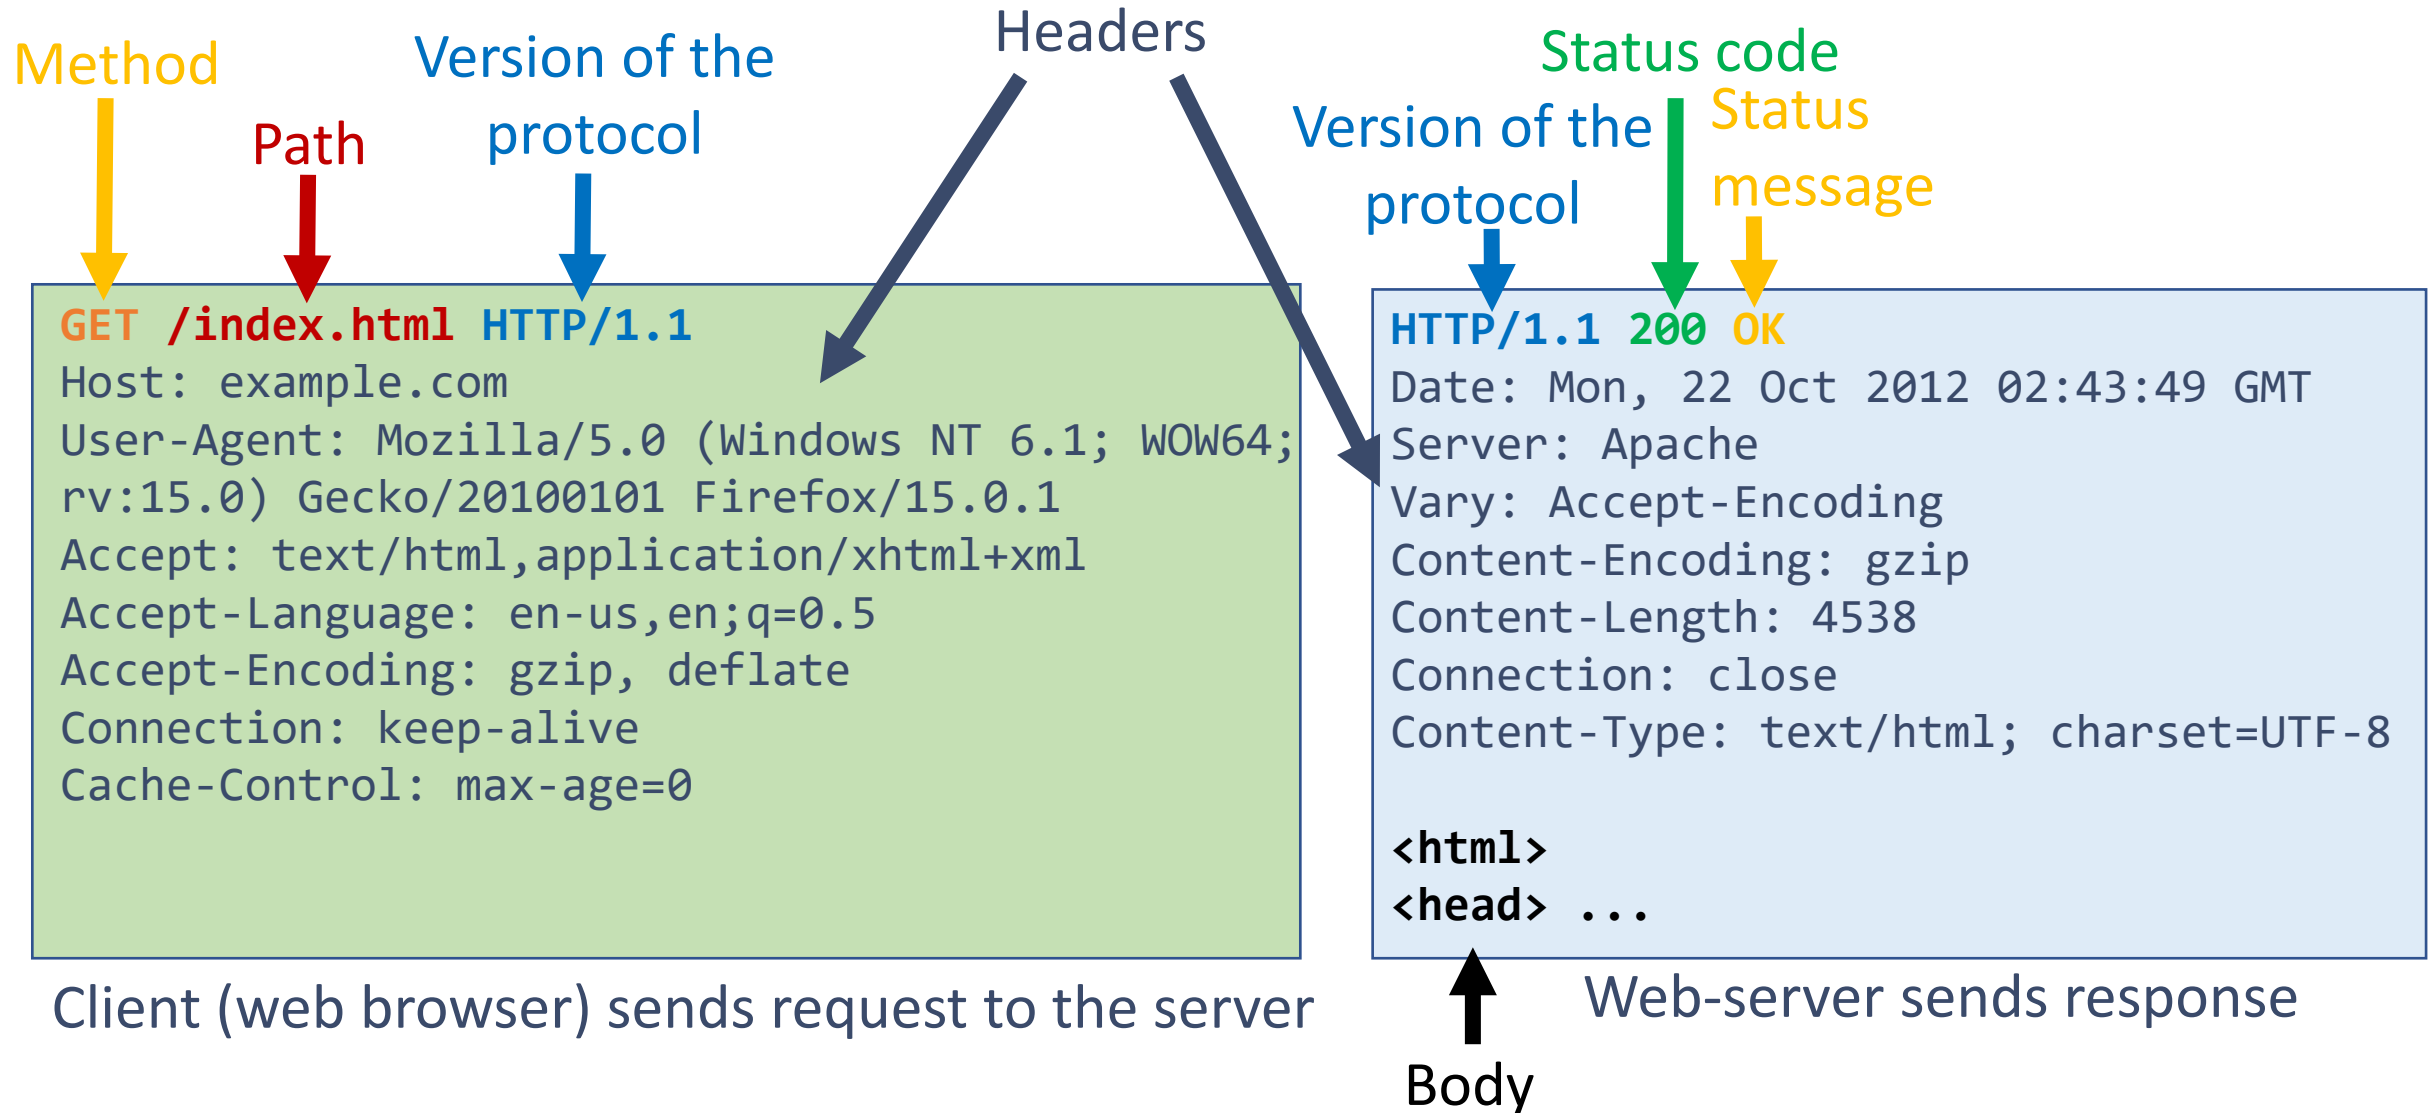 Headers
Method
Version of the
protocol
Path
Status code
Status
message
Version of the
protocol
GET /index.html HTTP/1.1
Host: example.com
User-Agent: Mozilla/5.0 (Windows NT 6.1; WOW64;
rv:15.0) Gecko/20100101 Firefox/15.0.1
Accept: text/html,application/xhtml+xml
Accept-Language: en-us,en;q=0.5
Accept-Encoding: gzip, deflate
Connection: keep-alive
Cache-Control: max-age=0
Client (web browser) sends request to the server
HTTP/1.1 200 OK
Date: Mon, 22 Oct 2012 02:43:49 GMT
Server: Apache
Vary: Accept-Encoding
Content-Encoding: gzip
Content-Length: 4538
Connection: close
Content-Type: text/html; charset=UTF-8
<html>
<head> ...
Web-server sends response
Body